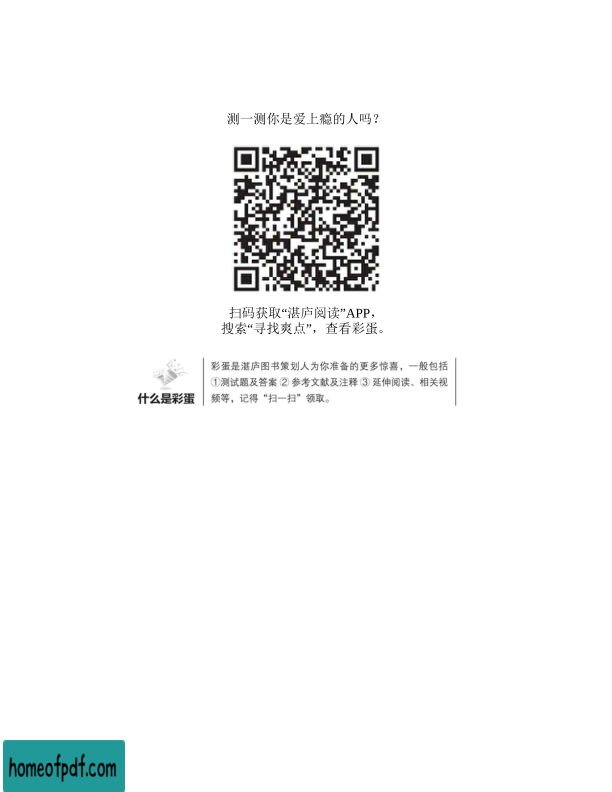 测一测你是爱上瘾的人吗？
扫码获取“湛庐阅读”APP，
搜索“寻找爽点”，查看彩蛋。
什么是彩蛋
彩蛋是湛庐图书策划人为你准备的更多惊喜，一般包括
①测试题及答案 ② 参考文献及注释 ③ 延伸阅读、相关视
频等，记得“扫一扫”领取。
homeofpdf.com